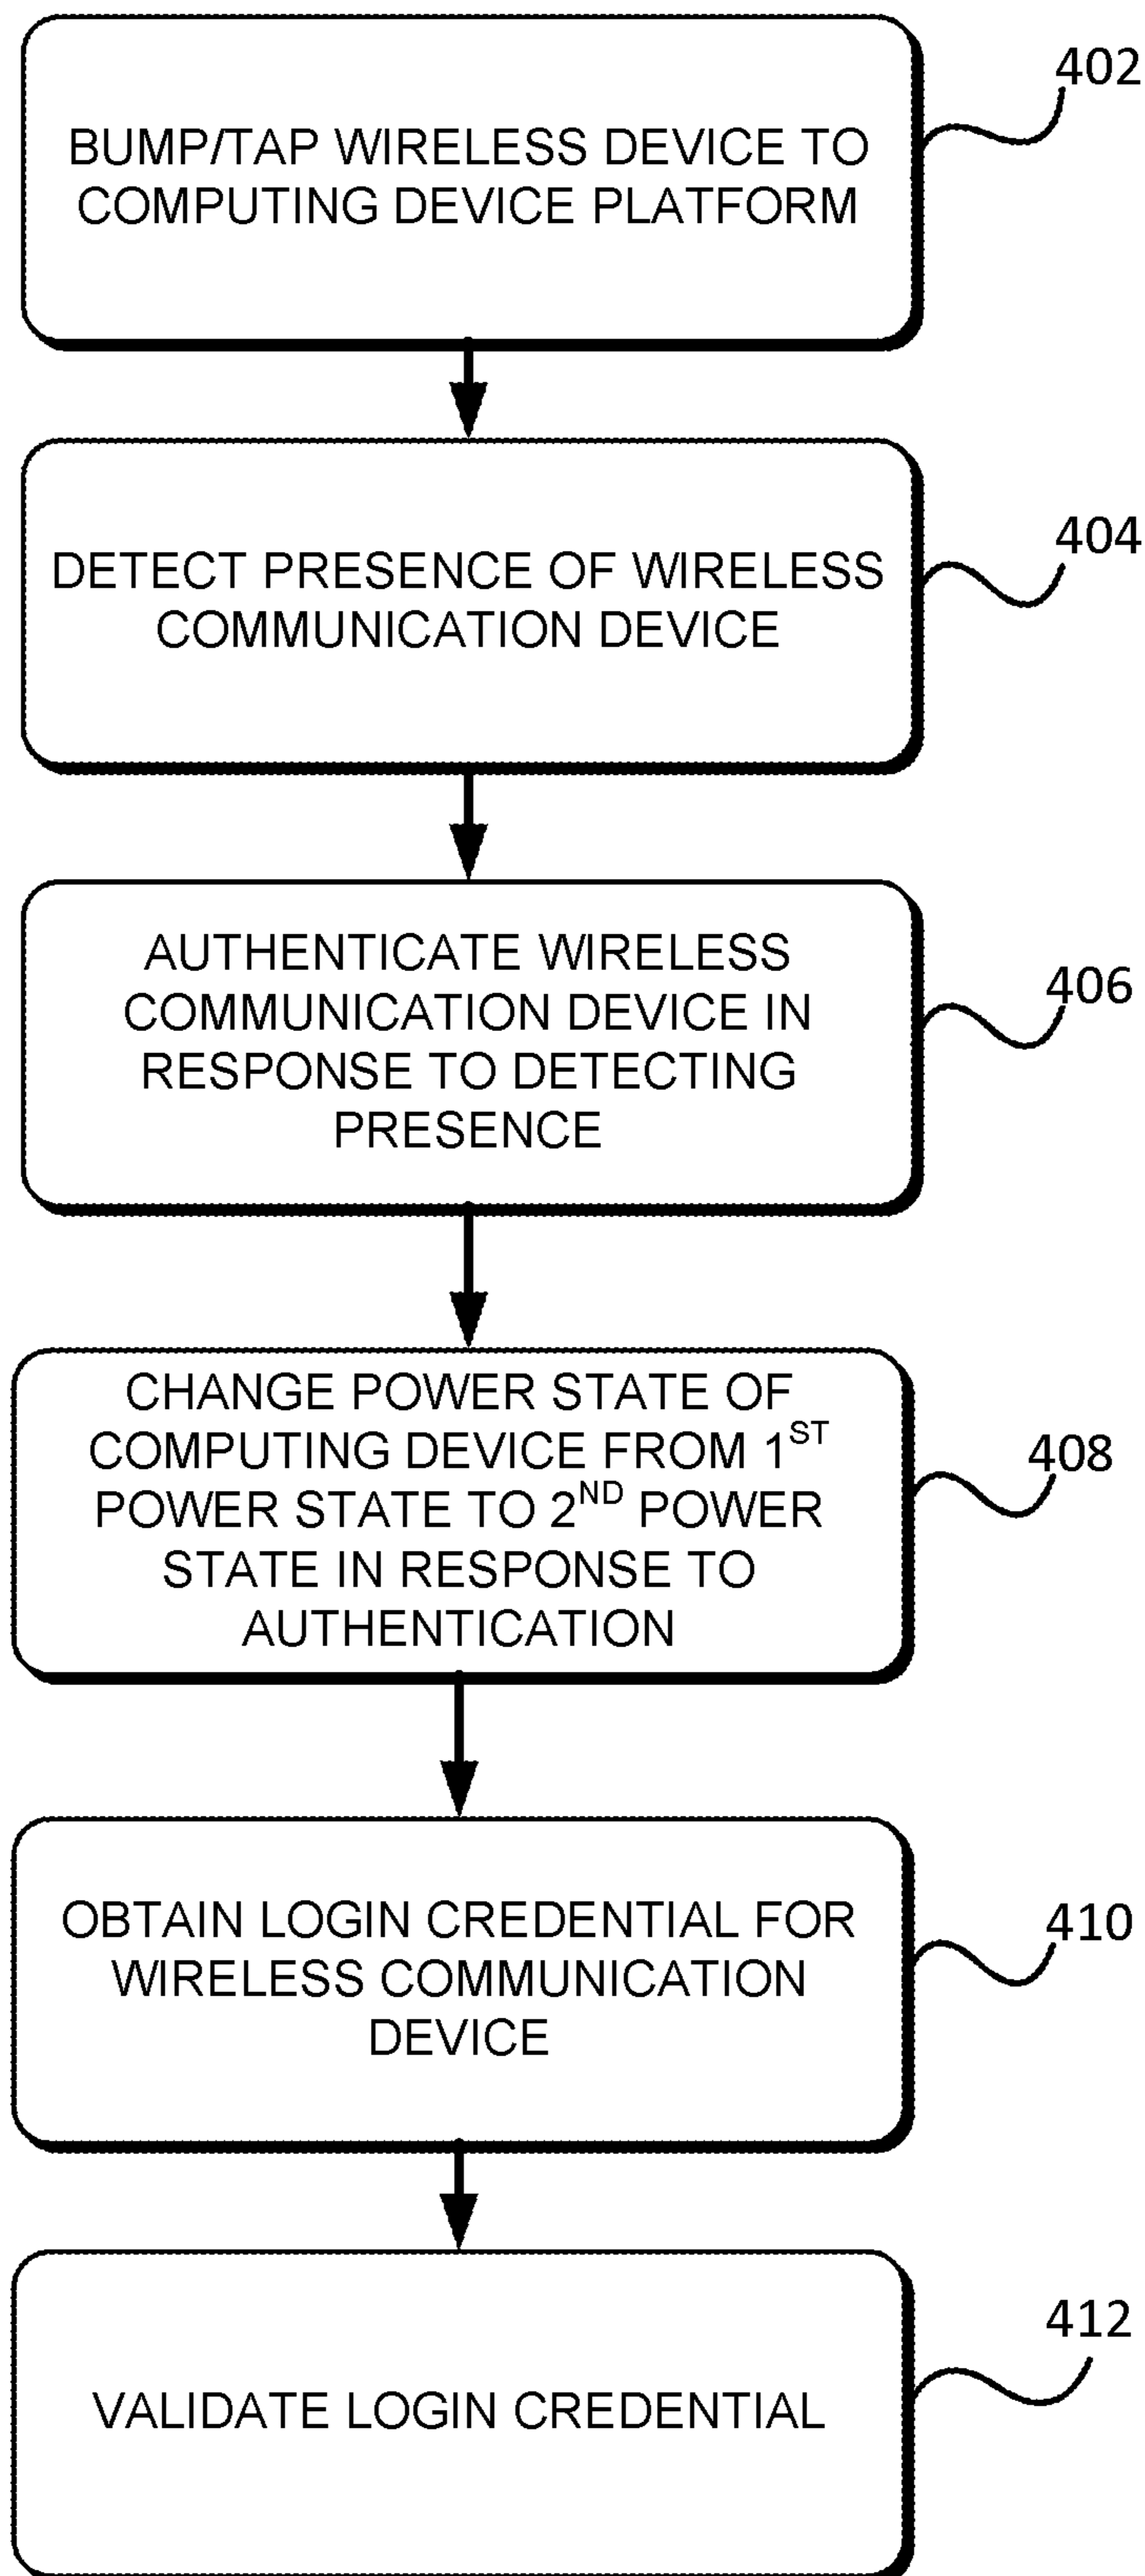 402
BUMP/TAP WIRELESS DEVICE TO
COMPUTING DEVICE PLATFORM
404
DETECT PRESENCE OF WIRELESS
COMMUNICATION DEVICE
406
AUTHENTICATE WIRELESS
COMMUNICATION DEVICE IN
RESPONSE TO DETECTING
PRESENCE
408
CHANGE POWER STATE OF
COMPUTING DEVICE FROM 1ST
POWER STATE TO 2ND POWER
STATE IN RESPONSE TO
AUTHENTICATION
410
OBTAIN LOGIN CREDENTIAL FOR
WIRELESS COMMUNICATION
DEVICE
412
VALIDATE LOGIN CREDENTIAL